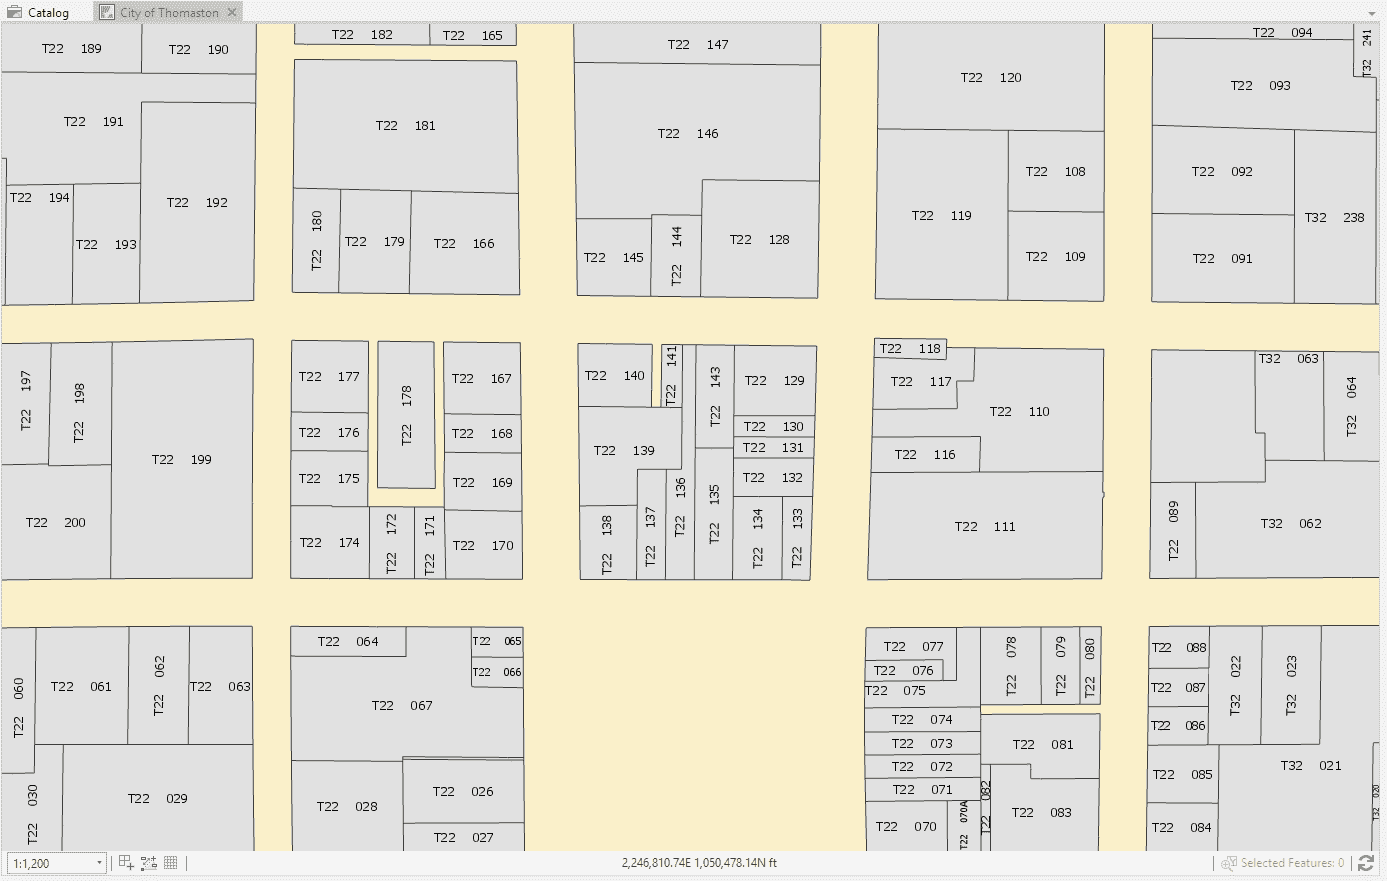 Catalog
City of Thomaston
T22 189
T22 190
T22 182
T22 165
T22 147
T22 120
T22 094
T32 241
T22 093
T22 191
T22 181
T22 146
T22 192
T22 108
T22 092
T22 194
T22 193
T22 180
T22 179
T22 166
T22 145
T22 144
T22 128
T22 119
T22 109
T22 091
T32 238
T22 197
T22 198
T22 199
T22 200
T22 177
T22 178
T22 167
T22 176
T22 168
T22 175
T22 169
T22 174
T22 172
T22 171
T22 170
T22 140
T22 141
T22 143
T22 129
T22 130
T22 131
T22 139
T22 132
T22 138
T22 137
T22 136
T22 135
T22 134
T22 133
T22 118
T22 117
T22 110
T22 116
T22 111
T32 063
T32 064
T22 089
T32 062
T22 060
T22 061
T22 062
T22 063
T22 030
T22 029
T22 064
T22 065
T22 066
T22 067
T22 028
T22 026
T22 027
T22 077
T22 076
T22 075
T22 074
T22 073
T22 072
T22 071
T22 070
T22 070A
T22 078
T22 079
T22 080
T22 081
T22 082
T22 083
T22 088
T22 087
T22 086
T22 085
T22 084
T32 022
T32 023
T32 021
T32 020
1:1,200
2,246,810.74E 1,050,478.14N ft
Selected Features: 0